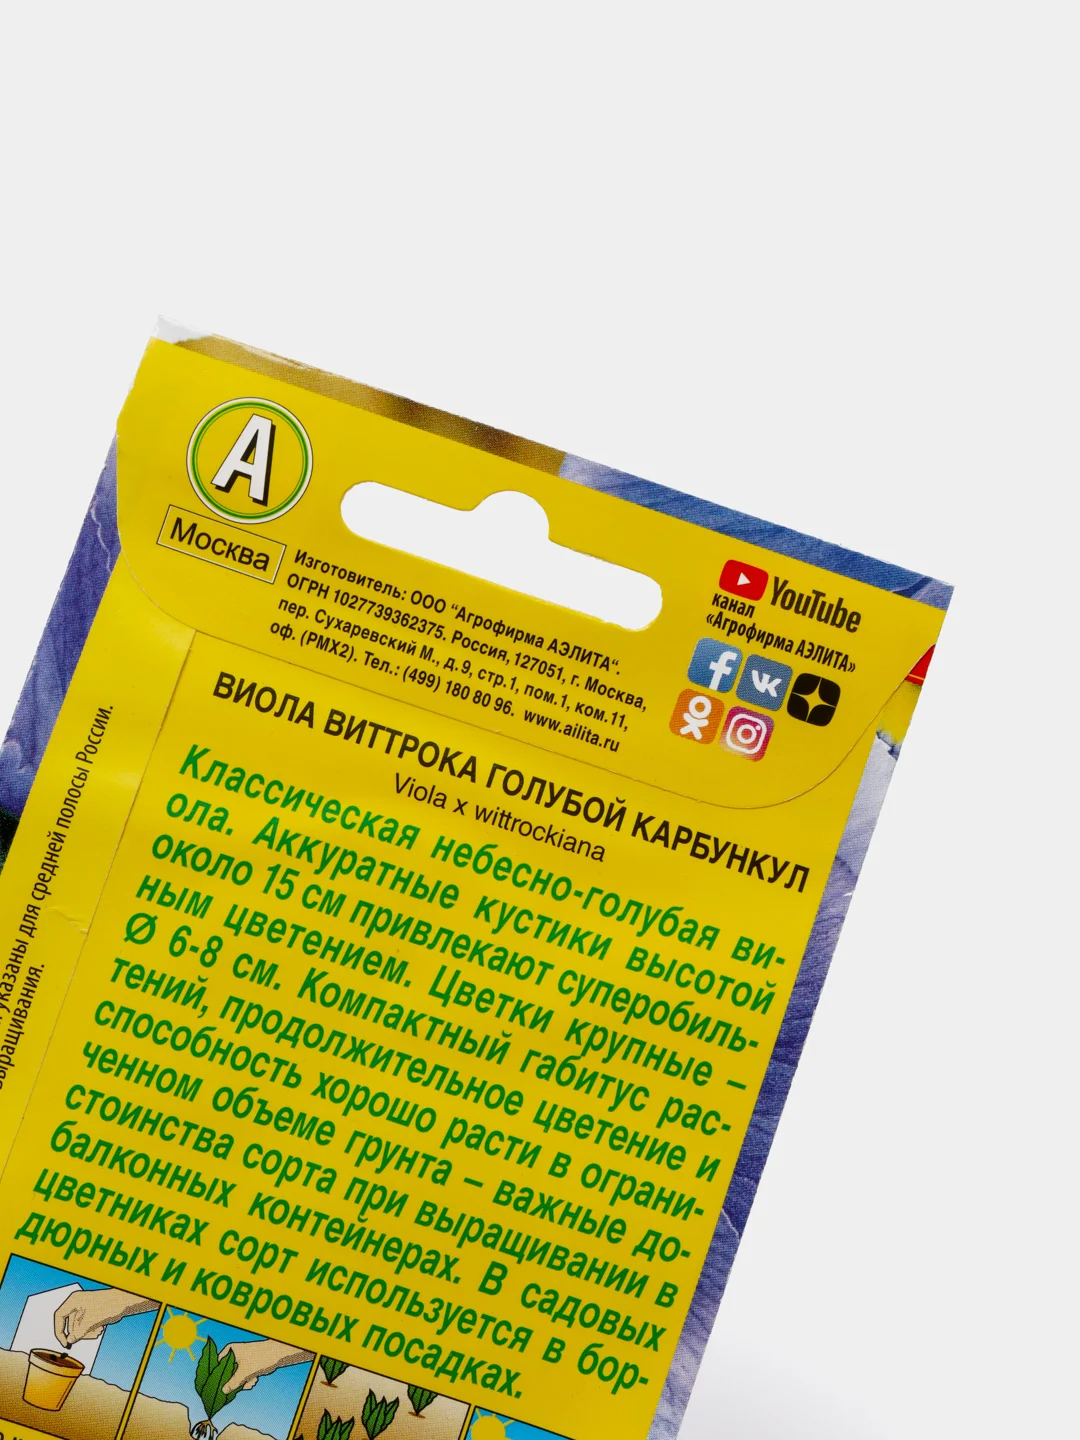 А
Москва
Изготовитель: ООО “Агрофирма АЭЛИТА“.
ОГРН 1027739362375. Россия, 127051, г. Москва,
пер. Сухаревский М., д.9, стр.1, пом.1, ком.11,
оф. (РМХ2). Тел.: (499) 180 80 96. www.ailita.ru
YouTube
канал
«Агрофирма АЭЛИТА»
ВИОЛА ВИТТРОКА ГОЛУБОЙ КАРБУНКУЛ
Viola x wittrockiana
Классическая небесно-голубая ви-
ола. Аккуратные кустики высотой
около 15 см привлекают суперобиль-
ным цветением. Цветки крупные –
Ø 6-8 см. Компактный габитус рас-
тений, продолжительное цветение и
способность хорошо расти в ограни-
ченном объеме грунта – важные до-
стоинства сорта при выращивании в
балконных контейнерах. В садовых
цветниках сорт используется в бор-
дюрных и ковровых посадках.
указаны для средней полосы России.
выращивания.